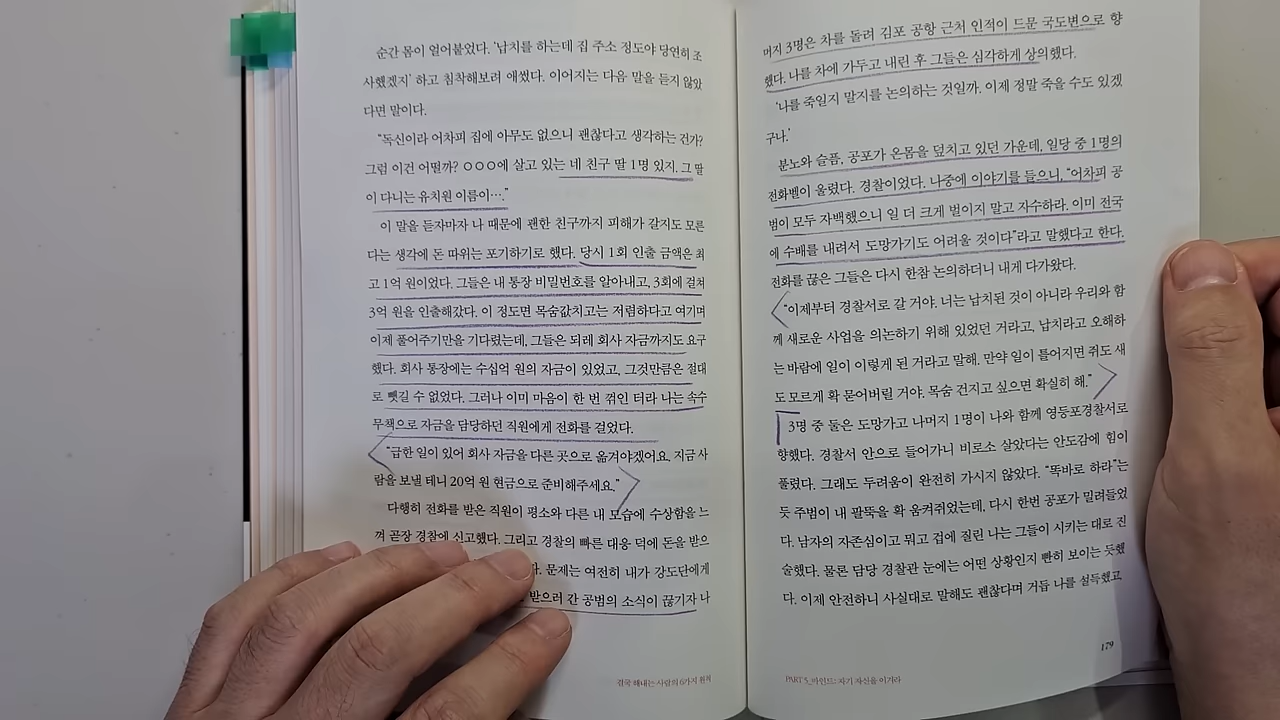 순간 몸이 얼어붙었다. '납치를 하는데 집 주소 정도야 당연히 조
사했겠지' 하고 침착해보려 애썼다. 이어지는 다음 말을 듣지 않았
다면 말이다.
"독신이라 어차피 집에 아무도 없으니 괜찮다고 생각하는 건가?
그럼 이건 어떨까? ○○○에 살고 있는 네 친구 딸 1명 있지. 그 딸
이 다니는 유치원 이름이…"
이 말을 듣자마자 나 때문에 괜한 친구까지 피해가 갈지도 모른
다는 생각에 돈 따위는 포기하기로 했다. 당시 1회 인출 금액은 최
고 1억 원이었다. 그들은 내 통장 비밀번호를 알아내고, 3회에 걸쳐
3억 원을 인출해갔다. 이 정도면 목숨값치고는 저렴하다고 여기며
이제 풀어주기만을 기다렸는데, 그들은 되레 회사 자금까지도 요구
했다. 회사 통장에는 수십억 원의 자금이 있었고, 그것만큼은 절대
로 뺏길 수 없었다. 그러나 이미 마음이 한 번 꺾인 터라 나는 속수
무책으로 자금을 담당하던 직원에게 전화를 걸었다.
"급한 일이 있어 회사 자금을 다른 곳으로 옮겨야겠어요. 지금 사
람을 보낼 테니 20억 원 현금으로 준비해주세요."
다행히 전화를 받은 직원이 평소와 다른 내 모습에 수상함을 느
껴 곧장 경찰에 신고했다. 그리고 경찰의 빠른 대응 덕에 돈을 받으
다. 문제는 여전히 내가 강도단에게
받으러 간 공범의 소식이 끊기자 나
결국 해내는 사람의 6가지 원칙
머지 3명은 차를 돌려 김포 공항 근처 인적이 드문 국도변으로 향
했다. 나를 차에 가두고 내린 후 그들은 심각하게 상의했다.
'나를 죽일지 말지를 논의하는 것일까. 이제 정말 죽을 수도 있겠
구나.'
분노와 슬픔, 공포가 온몸을 덮치고 있던 가운데, 일당 중 1명의
전화벨이 울렸다. 경찰이었다. 나중에 이야기를 들으니, "어차피 공
범이 모두 자백했으니 일 더 크게 벌이지 말고 자수하라. 이미 전국
에 수배를 내려서 도망가기도 어려울 것이다"라고 말했다고 한다.
전화를 끊은 그들은 다시 한참 논의하더니 내게 다가왔다.
"이제부터 경찰서로 갈 거야. 너는 납치된 것이 아니라 우리와 함
께 새로운 사업을 의논하기 위해 있었던 거라고, 납치라고 오해하
는 바람에 일이 이렇게 된 거라고 말해. 만약 일이 틀어지면 쥐도 새
도 모르게 확 묻어버릴 거야. 목숨 건지고 싶으면 확실히 해."
3명 중 둘은 도망가고 나머지 1명이 나와 함께 영등포경찰서로
향했다. 경찰서 안으로 들어가니 비로소 살았다는 안도감에 힘이
풀렸다. 그래도 두려움이 완전히 가시지 않았다. "똑바로 하라"는
듯 주범이 내 팔뚝을 확 움켜쥐었는데, 다시 한번 공포가 밀려들었
다. 남자의 자존심이고 뭐고 겁에 질린 나는 그들이 시키는 대로 진
술했다. 물론 담당 경찰관 눈에는 어떤 상황인지 빤히 보이는 듯했
다. 이제 안전하니 사실대로 말해도 괜찮다며 거듭 나를 설득했고
179
PART 5_마인드: 자기 자신을 이겨라